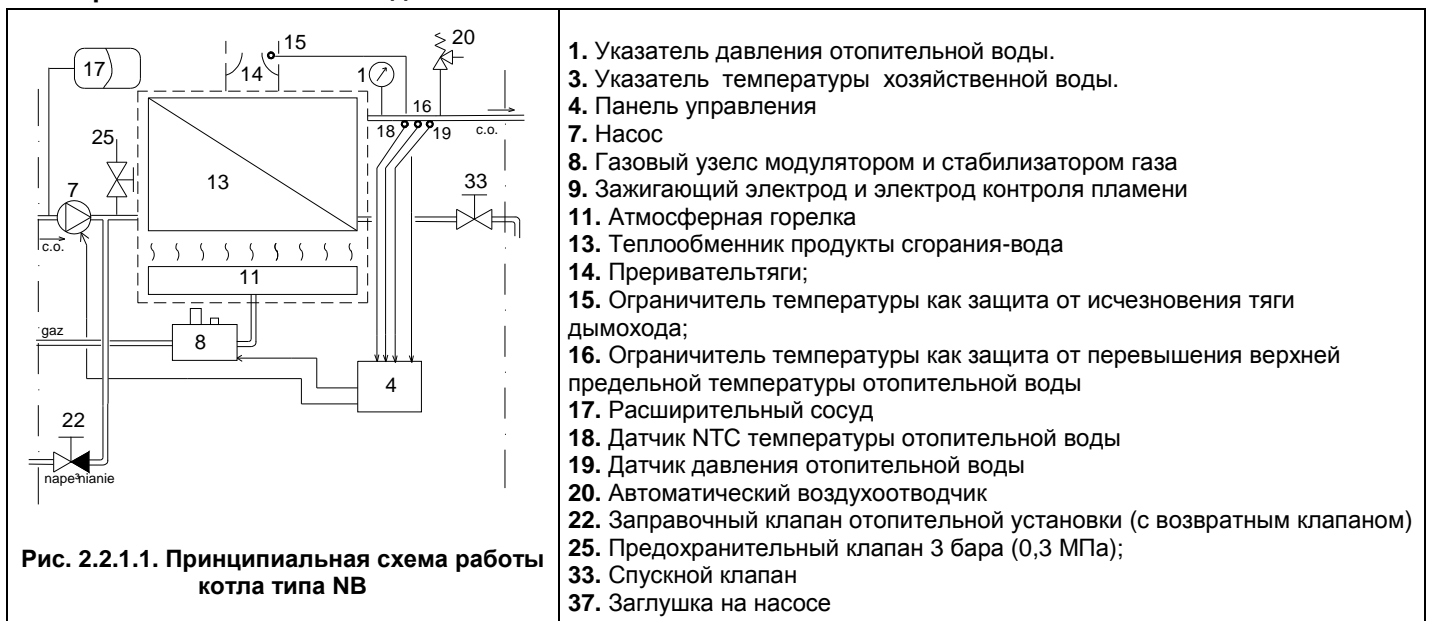 17
15
14
1
20
16
18
19
c.o.
25
13
7
33
c.o.
11
gaz
8
4
22
nape³nianie
Рис. 2.2.1.1. Принципиальная схема работы
котла типа NB
1. Указатель давления отопительной воды.
3. Указатель температуры хозяйственной воды.
4. Панель управления
7. Насос
8. Газовый узелс модулятором и стабилизатором газа
9. Зажигающий электрод и электрод контроля пламени
11. Атмосферная горелка
13. Теплообменник продукты сгорания-вода
14. Преривательтяги;
15. Ограничитель температуры как защита от исчезновения тяги
дымохода;
16. Ограничитель температуры как защита от перевышения верхней
предельной температуры отопительной воды
17. Расширительный сосуд
18. Датчик NTC температуры отопительной воды
19. Датчик давления отопительной воды
20. Автоматический воздухоотводчик
22. Заправочный клапан отопительной установки (с возвратным клапаном)
25. Предохранительный клапан 3 бара (0,3 МПа);
33. Спускной клапан
37. Заглушка на насосе